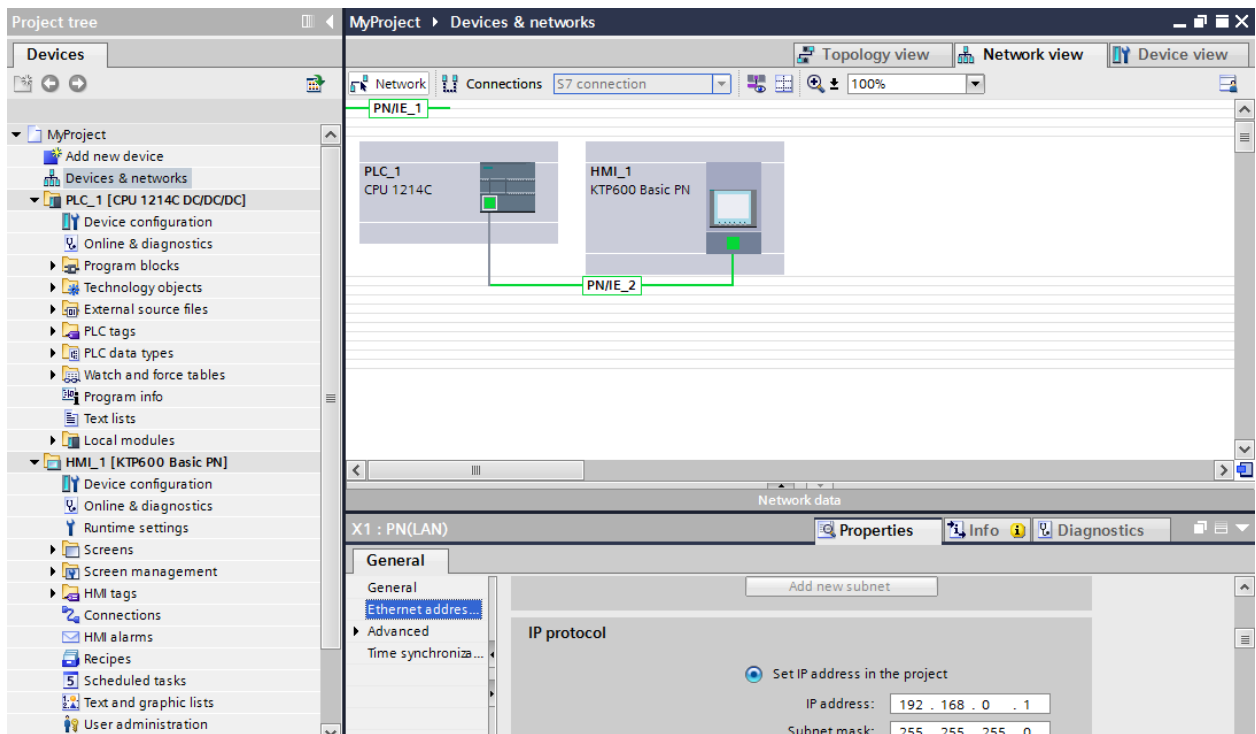 Project tree
Devices
MyProject
Add new device
Devices & networks
PLC_1 [CPU 1214C DC/DC/DC]
Device configuration
Online & diagnostics
Program blocks
Technology objects
External source files
PLC tags
PLC data types
Watch and force tables
Program info
Text lists
Local modules
HMI_1 [KTP600 Basic PN]
Device configuration
Online & diagnostics
Runtime settings
Screens
Screen management
HMI tags
Connections
HMI alarms
Recipes
Scheduled tasks
Text and graphic lists
User administration
MyProject Devices & networks
Topology view Network view Device view
Network Connections S7 connection 100%
PN/IE_1
PLC_1
CPU 1214C
HMI_1
KTP600 Basic PN
PN/IE_2
Network data
X1 : PN(LAN)
Properties Info Diagnostics
General
General
Ethernet addres...
Advanced
Time synchroniza...
Add new subnet
IP protocol
Set IP address in the project
IP address: 192 . 168 . 0 . 1
Subnet mask: 255 . 255 . 255 . 0